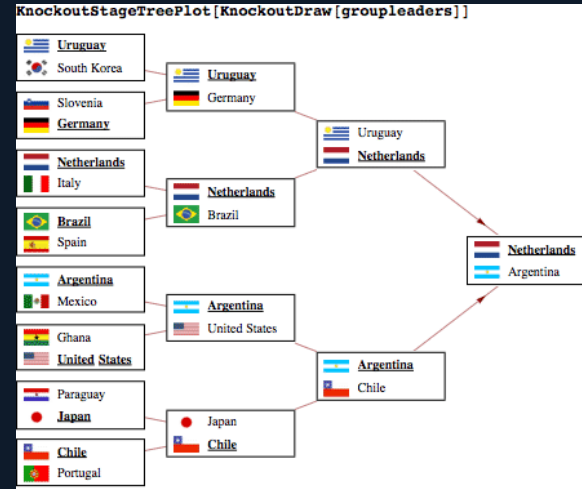 KnockoutStageTreePlot[KnockoutDraw[groupleaders]]
Uruguay
South Korea
Slovenia
Germany
Netherlands
Italy
Brazil
Spain
Argentina
Mexico
Ghana
United States
Paraguay
Japan
Chile
Portugal
Uruguay
Germany
Netherlands
Brazil
Argentina
United States
Japan
Chile
Uruguay
Netherlands
Argentina
Chile
Netherlands
Argentina